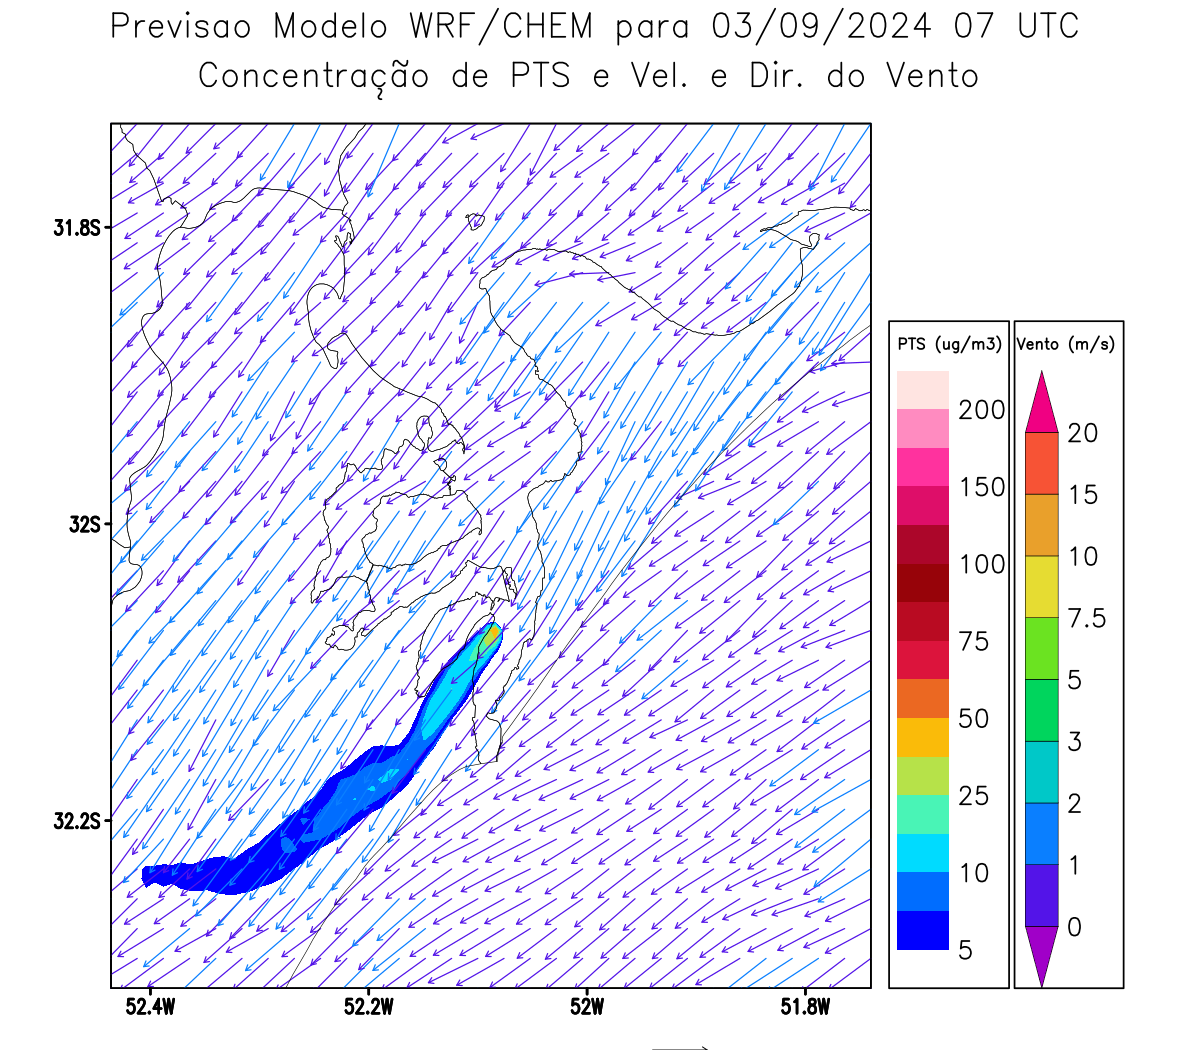 Previsao Modelo WRF/CHEM para 03/09/2024 07 UTC
Concentração de PTS e Vel. e Dir. do Vento
31.8S
32S
32.2S
52.4W
52.2W
52W
51.8W
PTS (ug/m3)
200
150
100
75
50
25
10
5
Vento (m/s)
20
15
10
7.5
5
3
2
1
0